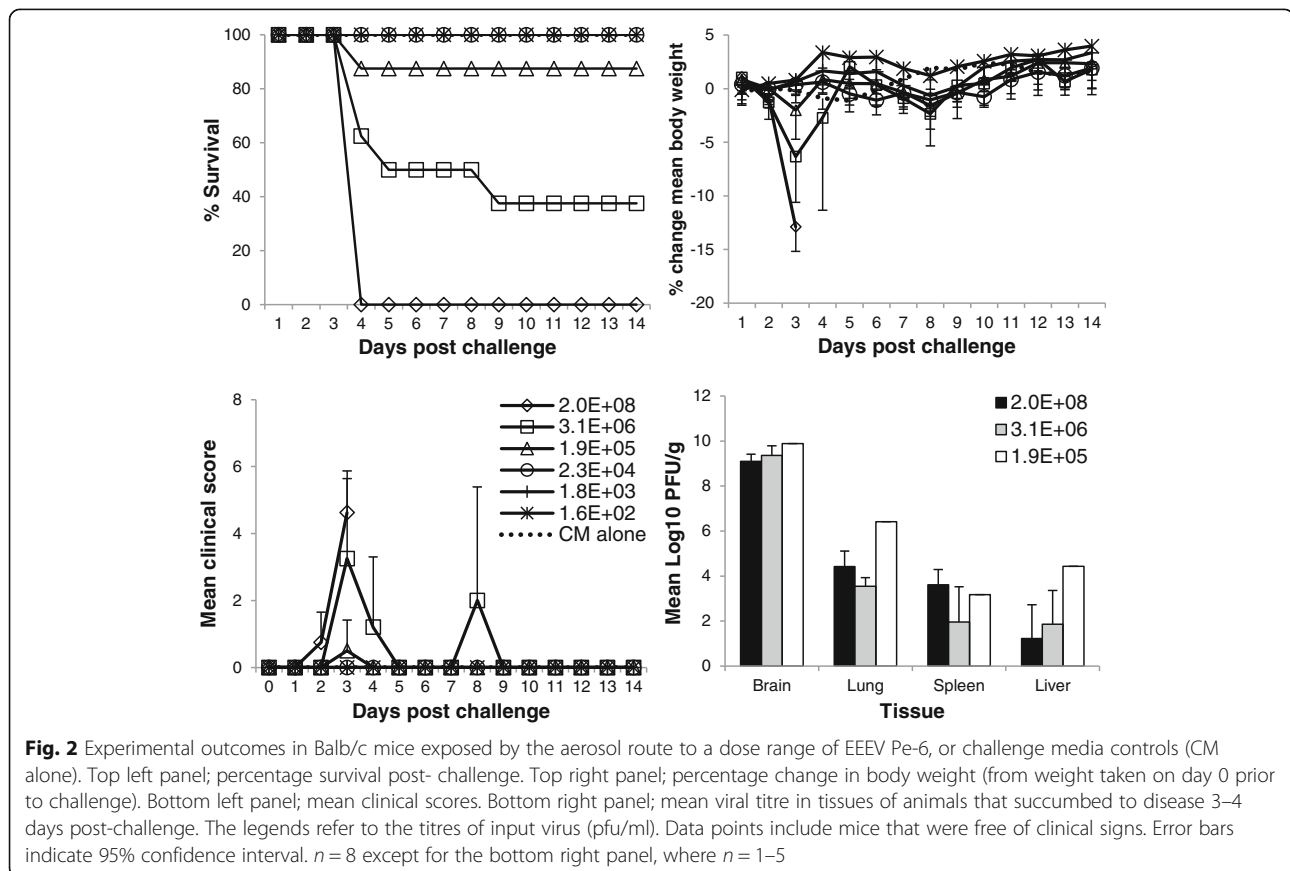 100
80
60
40
20
0
% Survival
1 2 3 4 5 6 7 8 9 10 11 12 13 14
Days post challenge
5
0
-5
-10
-15
-20
% change mean body weight
1 2 3 4 5 6 7 8 9 10 11 12 13 14
Days post challenge
8
6
4
2
0
Mean clinical score
0 1 2 3 4 5 6 7 8 9 10 11 12 13 14
Days post challenge
2.0E+08
3.1E+06
1.9E+05
2.3E+04
1.8E+03
1.6E+02
CM alone
12
10
8
6
4
2
0
Mean Log10 PFU/g
2.0E+08
3.1E+06
1.9E+05
Brain Lung Spleen Liver
Tissue
Fig. 2 Experimental outcomes in Balb/c mice exposed by the aerosol route to a dose range of EEEV Pe-6, or challenge media controls (CM
alone). Top left panel; percentage survival post- challenge. Top right panel; percentage change in body weight (from weight taken on day 0 prior
to challenge). Bottom left panel; mean clinical scores. Bottom right panel; mean viral titre in tissues of animals that succumbed to disease 3–4
days post-challenge. The legends refer to the titres of input virus (pfu/ml). Data points include mice that were free of clinical signs. Error bars
indicate 95% confidence interval. n = 8 except for the bottom right panel, where n = 1–5